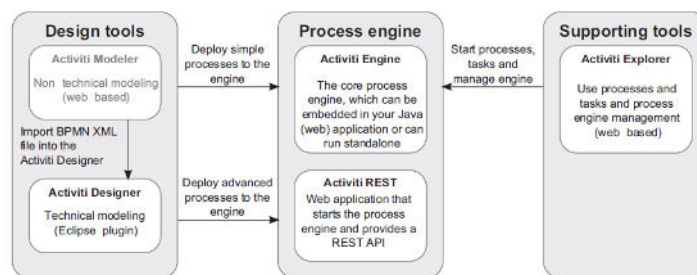 Design tools
Activiti Modeler
Non technical modeling
(web based)
Import BPMN XML
file into the
Activiti Designer
Activiti Designer
Technical modeling
(Eclipse plugin)
Deploy simple
processes to the
engine
Deploy advanced
processes to the
engine
Process engine
Activiti Engine
The core process
engine, which can be
embedded in your Java
(web) application or can
run standalone
Activiti REST
Web application that
starts the process
engine and provides a
REST API
Start processes,
tasks and
manage engine
Supporting tools
Activiti Explorer
Use processes and
tasks and process
engine management
(web based)